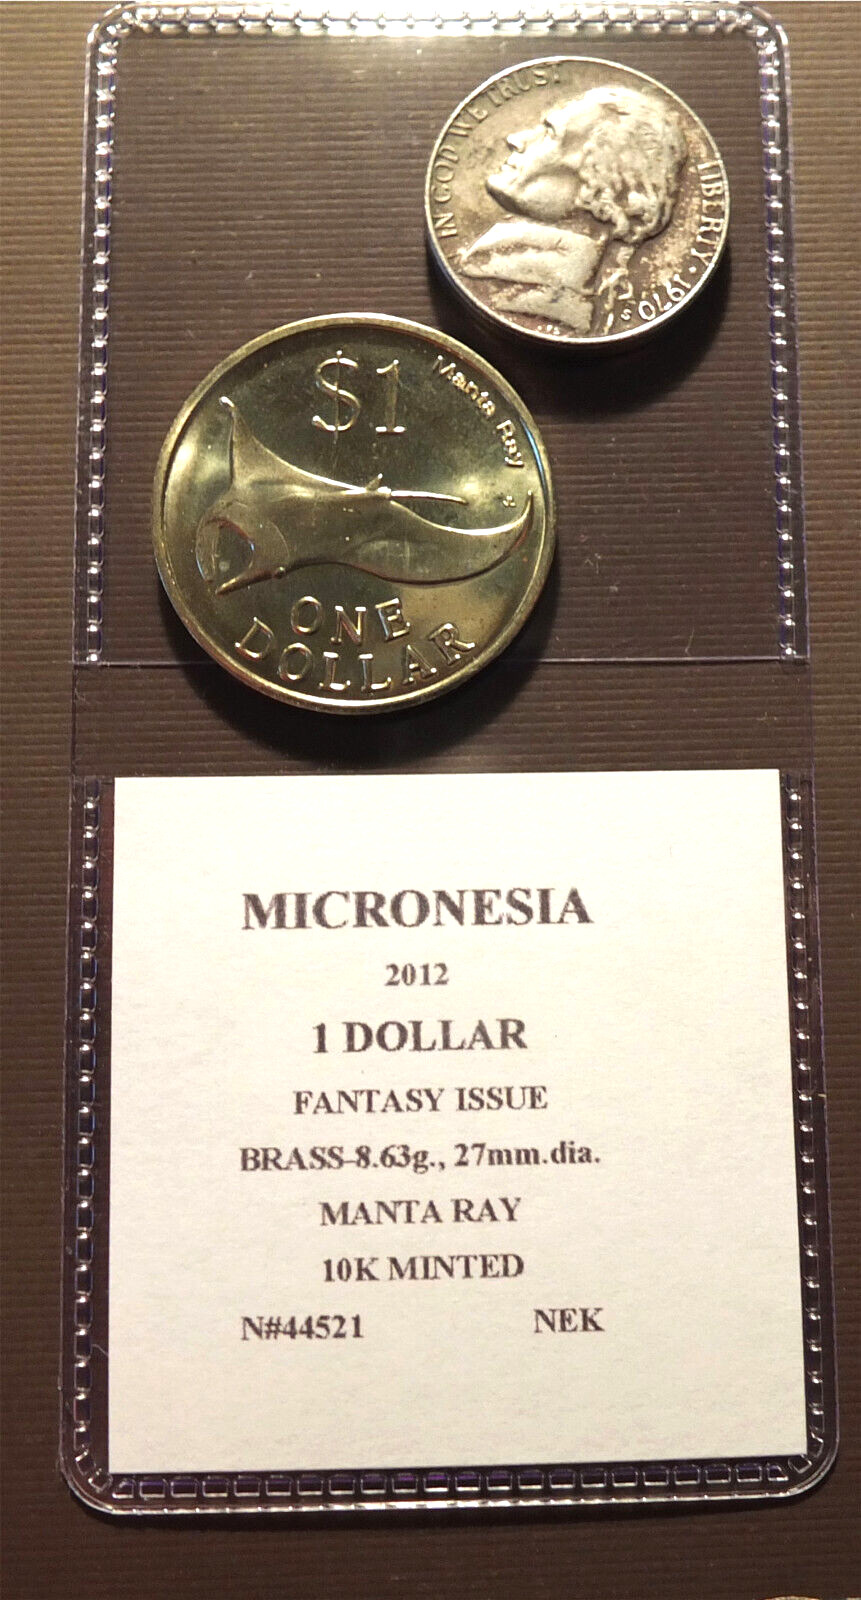 IN GOD WE TRUST
LIBERTY • 1970
S
$1
Manta Ray
ONE
DOLLAR
MICRONESIA
2012
1 DOLLAR
FANTASY ISSUE
BRASS-8.63g., 27mm.dia.
MANTA RAY
10K MINTED
N#44521 NEK